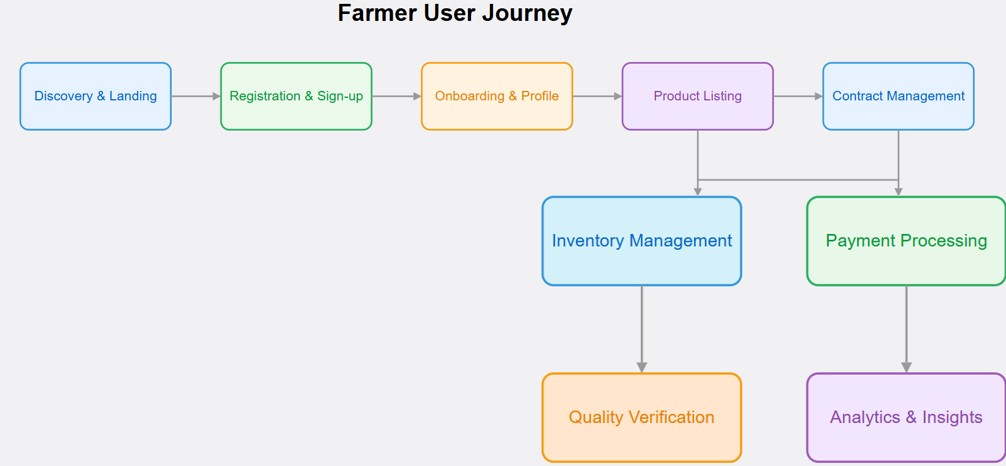 Farmer User Journey
Discovery & Landing
Registration & Sign-up
Onboarding & Profile
Product Listing
Contract Management
Inventory Management
Payment Processing
Quality Verification
Analytics & Insights